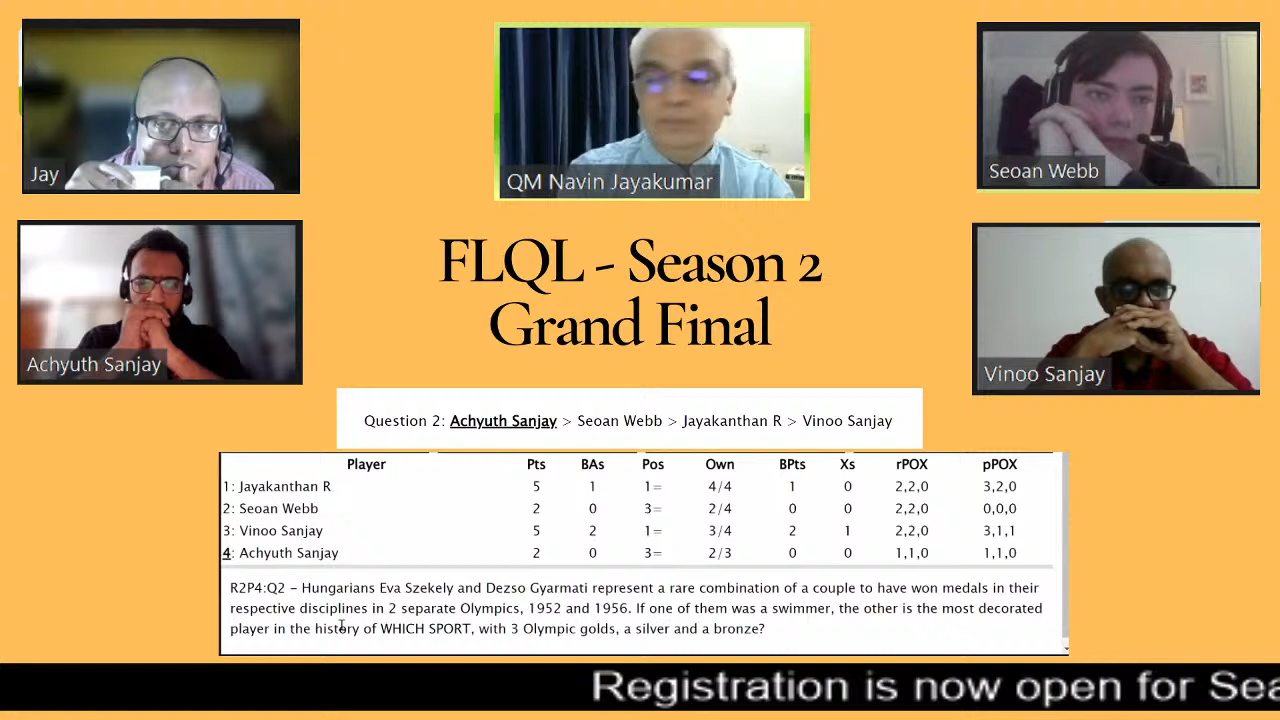 Jay
QM Navin Jayakumar
Seoan Webb
Achyuth Sanjay
Vinoo Sanjay
FLQL - Season 2
Grand Final
Question 2: Achyuth Sanjay > Seoan Webb > Jayakanthan R > Vinoo Sanjay
Player Pts BAs Pos Own BPts Xs rPOX pPOX
1: Jayakanthan R 5 1 1= 4/4 1 0 2,2,0 3,2,0
2: Seoan Webb 2 0 3= 2/4 0 0 2,2,0 0,0,0
3: Vinoo Sanjay 5 2 1= 3/4 2 1 2,2,0 3,1,1
4: Achyuth Sanjay 2 0 3= 2/3 0 0 1,1,0 1,1,0
R2P4:Q2 - Hungarians Eva Szekely and Dezso Gyarmati represent a rare combination of a couple to have won medals in their
respective disciplines in 2 separate Olympics, 1952 and 1956. If one of them was a swimmer, the other is the most decorated
player in the history of WHICH SPORT, with 3 Olympic golds, a silver and a bronze?
Registration is now open for Sea